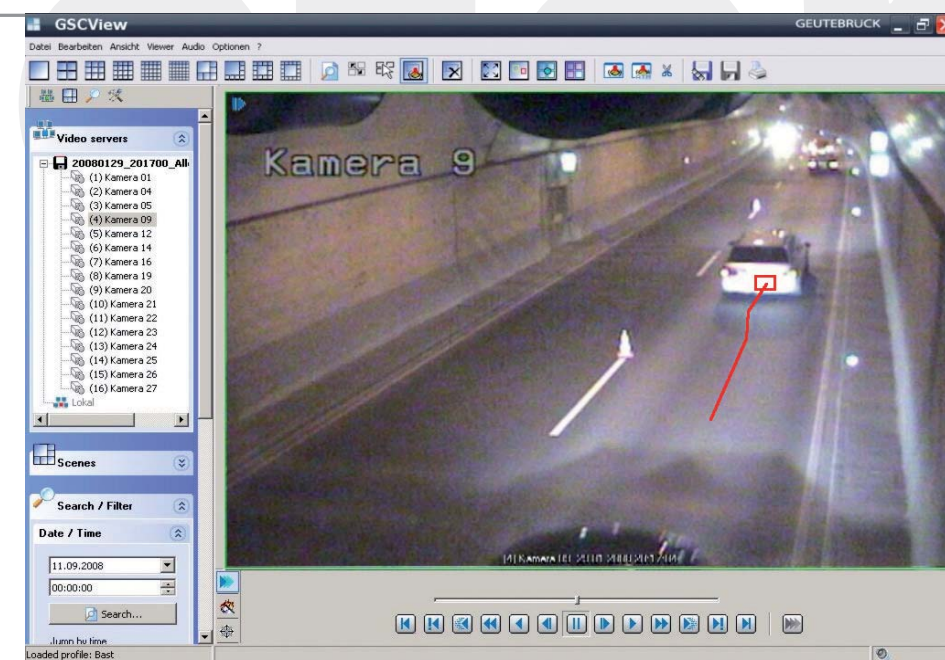 GSCView
GEUTEBRUCK
Datei Bearbeiten Ansicht Viewer Audio Optionen ?
Video servers
20080129_201700_All
(1) Kamera 01
(2) Kamera 04
(3) Kamera 05
(4) Kamera 09
(5) Kamera 12
(6) Kamera 14
(7) Kamera 16
(8) Kamera 19
(9) Kamera 20
(10) Kamera 21
(11) Kamera 22
(12) Kamera 23
(13) Kamera 24
(14) Kamera 25
(15) Kamera 26
(16) Kamera 27
Lokal
Scenes
Search / Filter
Date / Time
11.09.2008
00:00:00
Search...
Jump by time
Loaded profile: Bast
Kamera 9
[4] Kamera